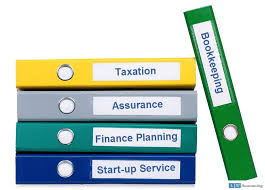 Taxation
Assurance
Finance Planning
Start-up Service
Bookkeeping